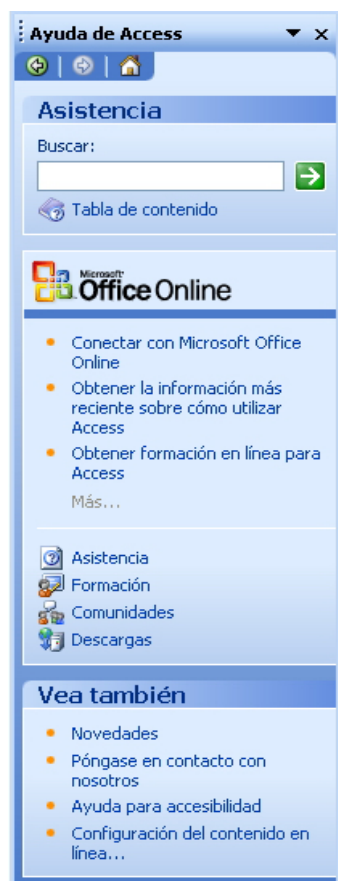 Ayuda de Access
Asistencia
Buscar:
Tabla de contenido
Microsoft
Office Online
Conectar con Microsoft Office
Online
Obtener la información más
reciente sobre cómo utilizar
Access
Obtener formación en línea para
Access
Más...
Asistencia
Formación
Comunidades
Descargas
Vea también
Novedades
Póngase en contacto con
nosotros
Ayuda para accesibilidad
Configuración del contenido en
línea...